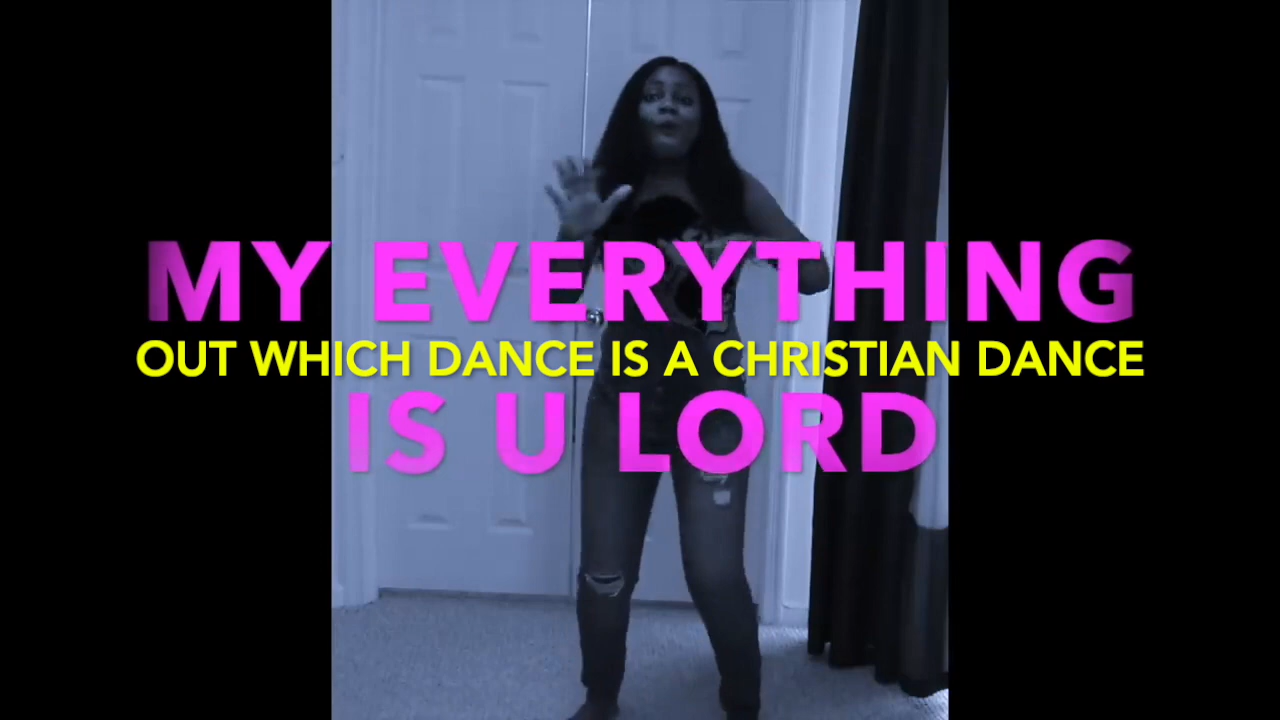 MY EVERYTHING
OUT WHICH DANCE IS A CHRISTIAN DANCE
IS U LORD